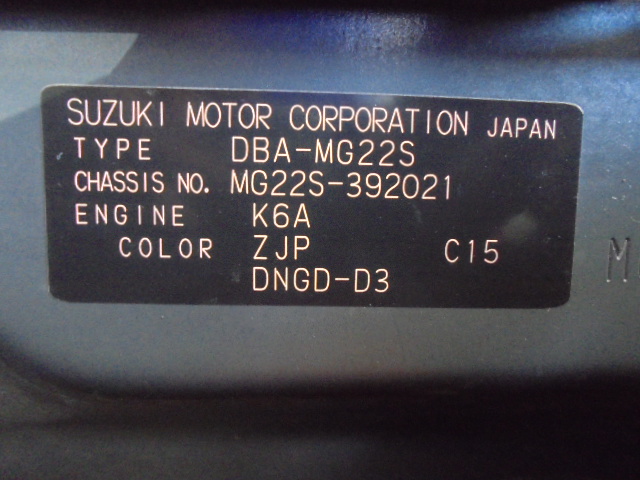 SUZUKI MOTOR CORPORATION JAPAN
TYPE DBA-MG22S
CHASSIS NO. MG22S-392021
ENGINE K6A
COLOR ZJP C15
DNGD-D3
M